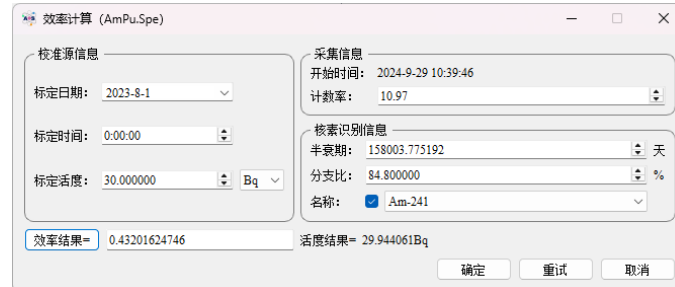 效率计算 (AmPu.Spe)
校准源信息
标定日期： 2023-8-1
标定时间： 0:00:00
标定活度： 30.000000 Bq
采集信息
开始时间： 2024-9-29 10:39:46
计数率： 10.97
核素识别信息
半衰期： 158003.775192 天
分支比： 84.800000 %
名称： Am-241
效率结果= 0.43201624746 活度结果= 29.944061Bq
确定 重试 取消